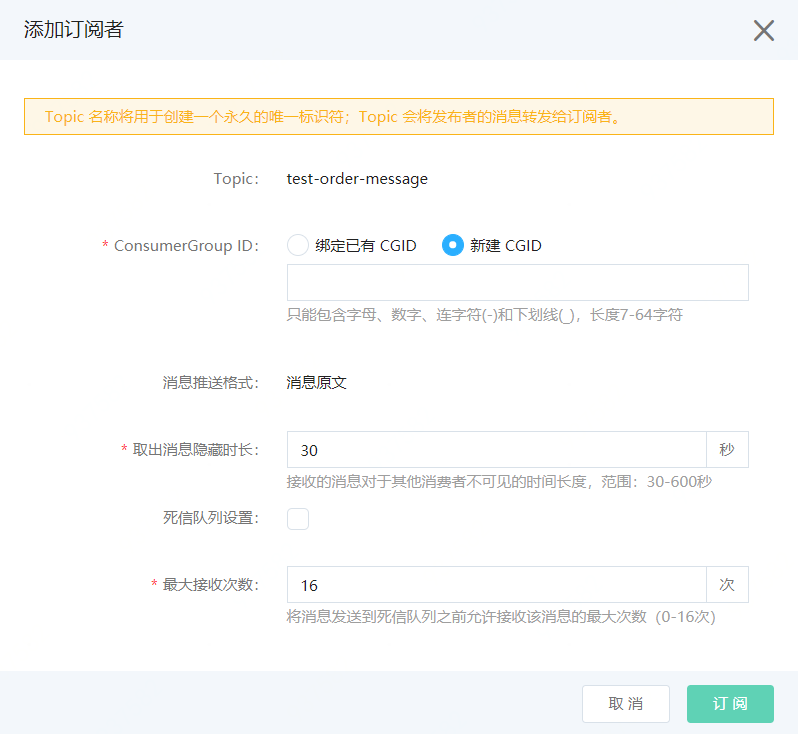 添加订阅者
Topic 名称将用于创建一个永久的唯一标识符；Topic 会将发布者的消息转发给订阅者。
Topic： test-order-message
* ConsumerGroup ID： 绑定已有 CGID 新建 CGID
只能包含字母、数字、连字符(-)和下划线(_)，长度7-64字符
消息推送格式： 消息原文
* 取出消息隐藏时长： 30 秒
接收的消息对于其他消费者不可见的时间长度，范围：30-600秒
死信队列设置：
* 最大接收次数： 16 次
将消息发送到死信队列之前允许接收该消息的最大次数（0-16次）
取 消 订 阅